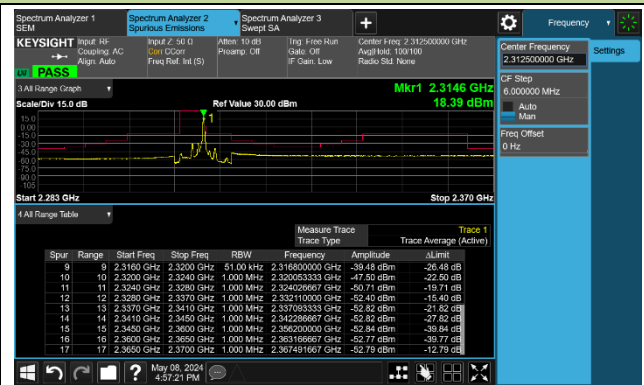 Spectrum Analyzer 1
SEM
Spectrum Analyzer 2
Spurious Emissions
Spectrum Analyzer 3
Swept SA
Frequency
KEYSIGHT
Input: RF
Coupling: AC
Align: Auto
Input Z: 50 Ω
Corr CCorr
Freq Ref: Int (S)
Atten: 10 dB
Preamp: Off
Trig: Free Run
Gate: Off
IF Gain: Low
Center Freq: 2.312500000 GHz
Avg|Hold: 100/100
Radio Std: None
PASS
Center Frequency
2.312500000 GHz
Settings
CF Step
6.000000 MHz
Auto
Man
Freq Offset
0 Hz
3 All Range Graph
Mkr1 2.3146 GHz
18.39 dBm
Scale/Div 15.0 dB
Ref Value 30.00 dBm
1
15.0
0.00
-15.0
-30.0
-45.0
-60.0
-75.0
-90.0
-105
Start 2.283 GHz
Stop 2.370 GHz
4 All Range Table
Measure Trace Trace 1
Trace Type Trace Average (Active)
Spur Range Start Freq Stop Freq RBW Frequency Amplitude ΔLimit
9 9 2.3160 GHz 2.3200 GHz 51.00 kHz 2.316800000 GHz -39.48 dBm -26.48 dB
10 10 2.3200 GHz 2.3240 GHz 1.000 MHz 2.320053333 GHz -47.50 dBm -22.50 dB
11 11 2.3240 GHz 2.3280 GHz 1.000 MHz 2.324026667 GHz -50.71 dBm -19.71 dB
12 12 2.3280 GHz 2.3370 GHz 1.000 MHz 2.332110000 GHz -52.40 dBm -15.40 dB
13 13 2.3370 GHz 2.3410 GHz 1.000 MHz 2.337093333 GHz -52.82 dBm -21.82 dB
14 14 2.3410 GHz 2.3450 GHz 1.000 MHz 2.342286667 GHz -52.82 dBm -27.82 dB
15 15 2.3450 GHz 2.3600 GHz 1.000 MHz 2.356200000 GHz -52.84 dBm -39.84 dB
16 16 2.3600 GHz 2.3650 GHz 1.000 MHz 2.363166667 GHz -52.77 dBm -39.77 dB
17 17 2.3650 GHz 2.3700 GHz 1.000 MHz 2.367491667 GHz -52.79 dBm -12.79 dB
May 08, 2024
4:57:21 PM